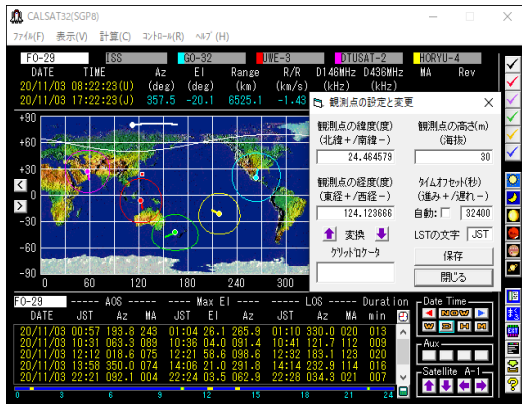 CALSAT32(SGP8)
ファイル(F) 表示(V) 計算(C) コントロール(R) ヘルプ(H)
FO-29 ISS GO-32 UWE-3 DTUSAT-2 HORYU-4
DATE TIME Az El Range R/R D146MHz D436MHz MA Rev
20/11/03 08:22:23(U) (deg) (deg) (km) (km/s) (kHz) (kHz)
20/11/03 17:22:23(J) 357.5 -20.1 6525.1 -1.43
観測点の設定と変更
観測点の緯度(度)
(北緯+/南緯-)
24.464579
観測点の高さ(m)
(海抜)
30
観測点の経度(度)
(東経+/西経-)
124.123666
タイムオフセット(秒)
(進み+/遅れ-)
自動: 32400
変換
LSTの文字 JST
グリッドロケータ
保存
閉じる
+90
+60
+30
0
-30
-60
-90
0 60 120 180 240 300
FO-29 ----- AOS ----- ---- Max El ---- ----- LOS ----- Duration
DATE JST Az MA JST El Az JST Az MA min
20/11/03 00:57 193.8 243 01:04 26.1 265.9 01:10 330.0 020 013
20/11/03 10:31 063.3 089 10:36 04.0 091.4 10:41 121.7 112 009
20/11/03 12:12 018.6 075 12:21 58.6 098.6 12:32 183.1 123 020
20/11/03 13:58 350.0 074 14:06 21.0 291.8 14:14 232.9 114 016
20/11/03 22:21 092.1 004 22:24 03.5 062.9 22:28 034.3 021 007
0 3 6 9 12 15 18 21 24
Date Time
NOW
W D H M
Aux
Satellite A-1
EXT